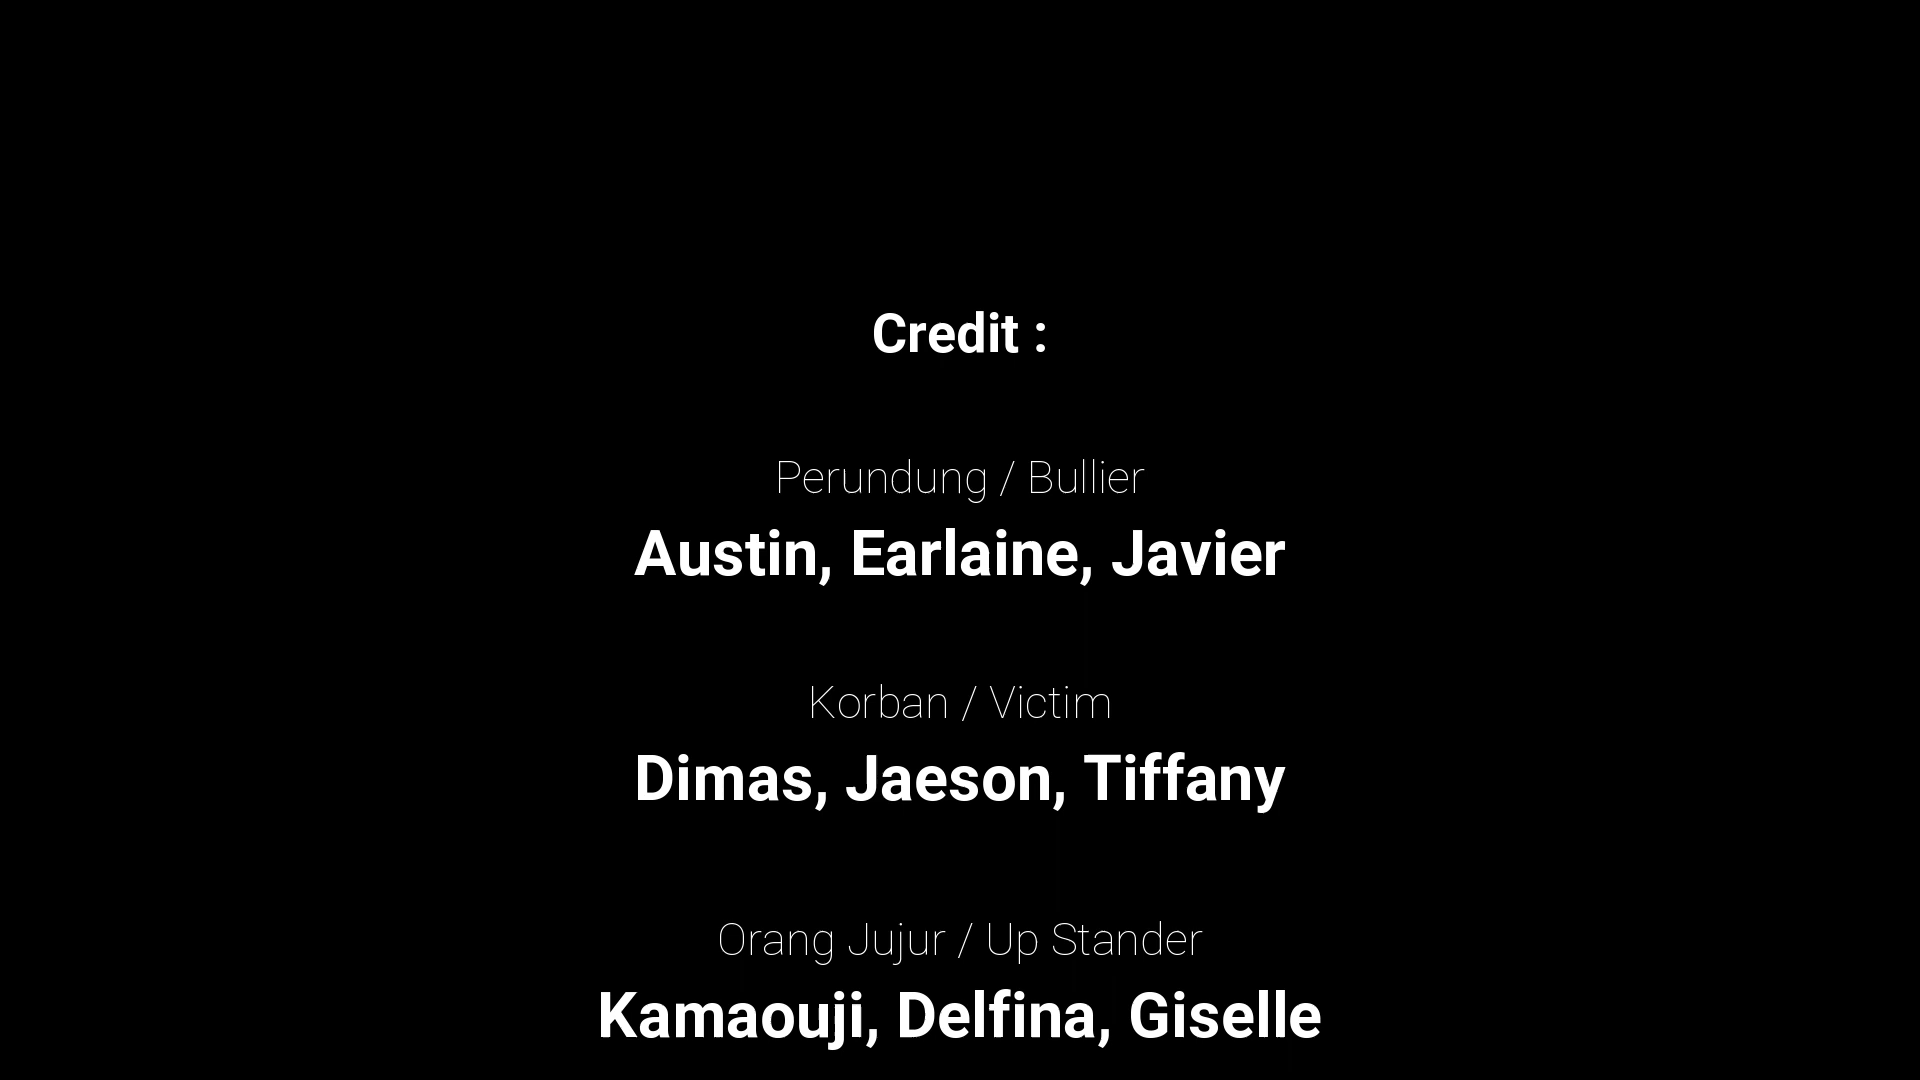 Credit :
Perundung / Bullier
Austin, Earlaine, Javier
Korban / Victim
Dimas, Jaeson, Tiffany
Orang Jujur / Up Stander
Kamaouji, Delfina, Giselle